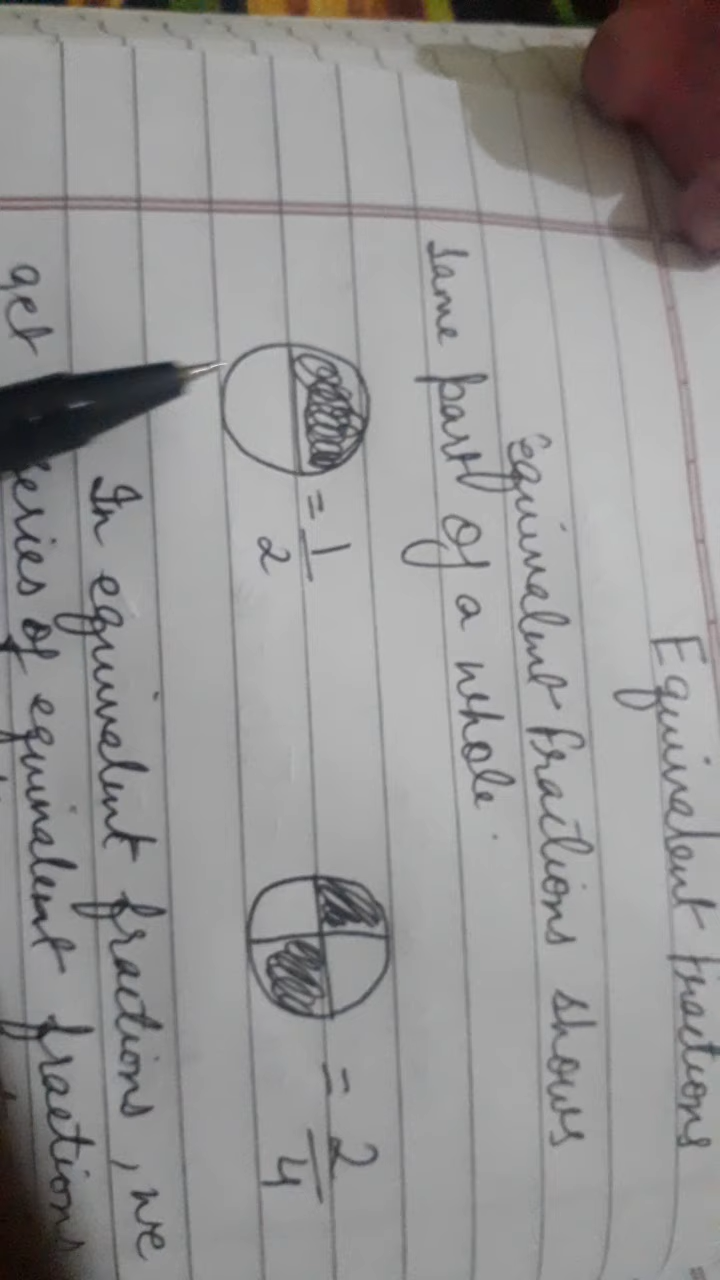 Equivalent Fractions
Equivalent Fractions shows
same part of a whole.
= 1/2
= 2/4
In equivalent fractions, we
get series of equivalent fractions